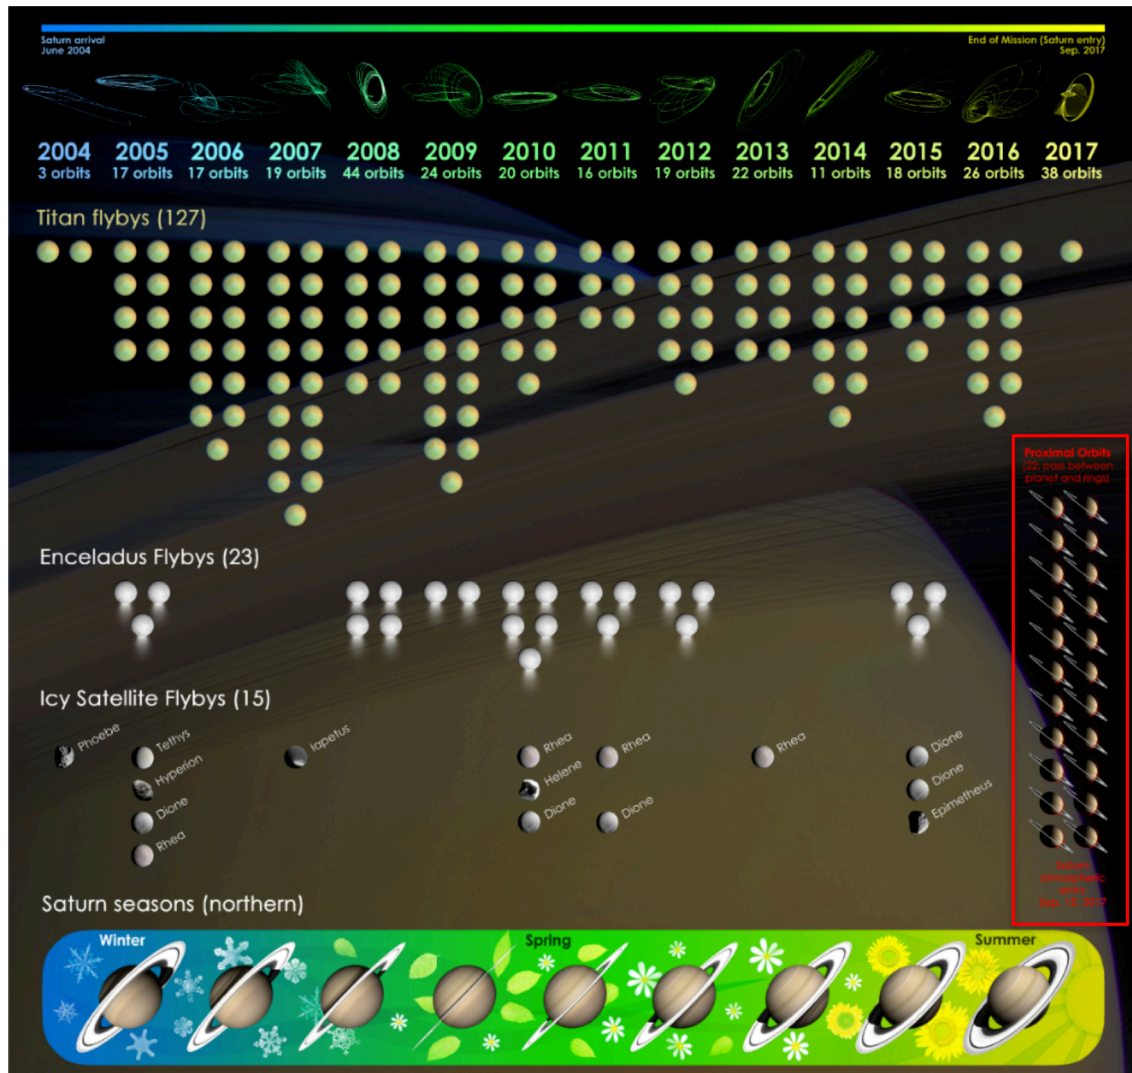 Saturn arrival
June 2004
End of Mission (Saturn entry)
Sep. 2017
2004 2005 2006 2007 2008 2009 2010 2011 2012 2013 2014 2015 2016 2017
3 orbits 17 orbits 17 orbits 19 orbits 44 orbits 24 orbits 20 orbits 16 orbits 19 orbits 22 orbits 11 orbits 18 orbits 26 orbits 38 orbits
Titan flybys (127)
Proximal Orbits
(22; pass between
planet and rings)
Enceladus Flybys (23)
Icy Satellite Flybys (15)
Phoebe Tethys Iapetus Rhea Rhea Rhea Dione
Hyperion Helene Dione
Dione Dione Dione Epimetheus
Rhea
Saturn
atmospheric
entry
Sep. 15, 2017
Saturn seasons (northern)
Winter Spring Summer